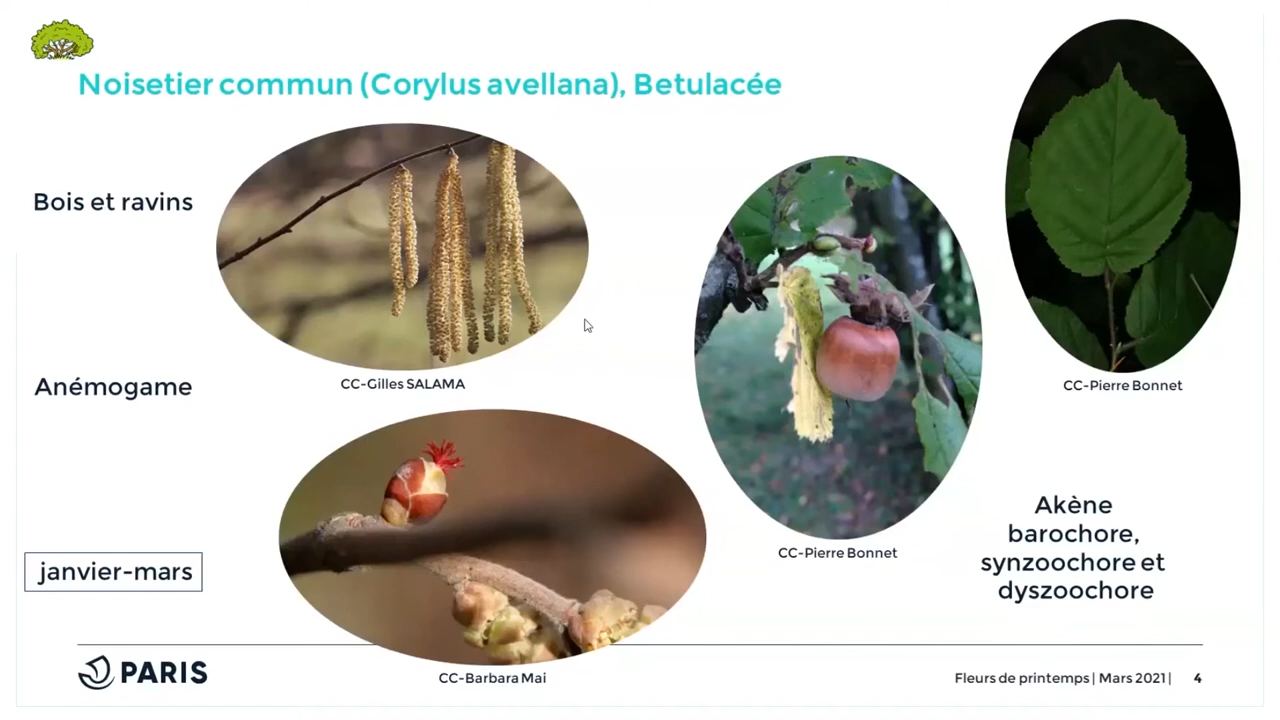 Noisetier commun (Corylus avellana), Betulacée
Bois et ravins
CC-Gilles SALAMA
CC-Pierre Bonnet
Anémogame
Akène
barochore,
synzoochore et
dyszoochore
CC-Pierre Bonnet
janvier-mars
CC-Barbara Mai
PARIS
Fleurs de printemps | Mars 2021 | 4